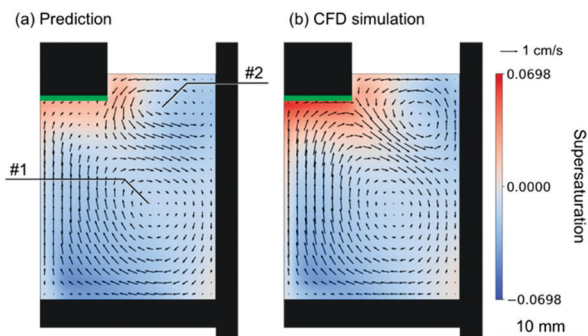 (a) Prediction
(b) CFD simulation
1 cm/s
#2
#1
0.0698
0.0000
−0.0698
Supersaturation
10 mm